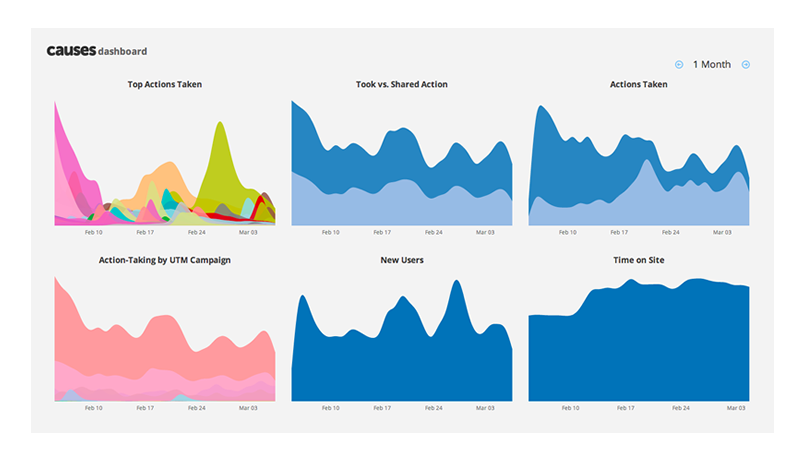 causes dashboard
1 Month
Top Actions Taken
Took vs. Shared Action
Actions Taken
Feb 10 Feb 17 Feb 24 Mar 03
Feb 10 Feb 17 Feb 24 Mar 03
Feb 10 Feb 17 Feb 24 Mar 03
Action-Taking by UTM Campaign
New Users
Time on Site
Feb 10 Feb 17 Feb 24 Mar 03
Feb 10 Feb 17 Feb 24 Mar 03
Feb 10 Feb 17 Feb 24 Mar 03